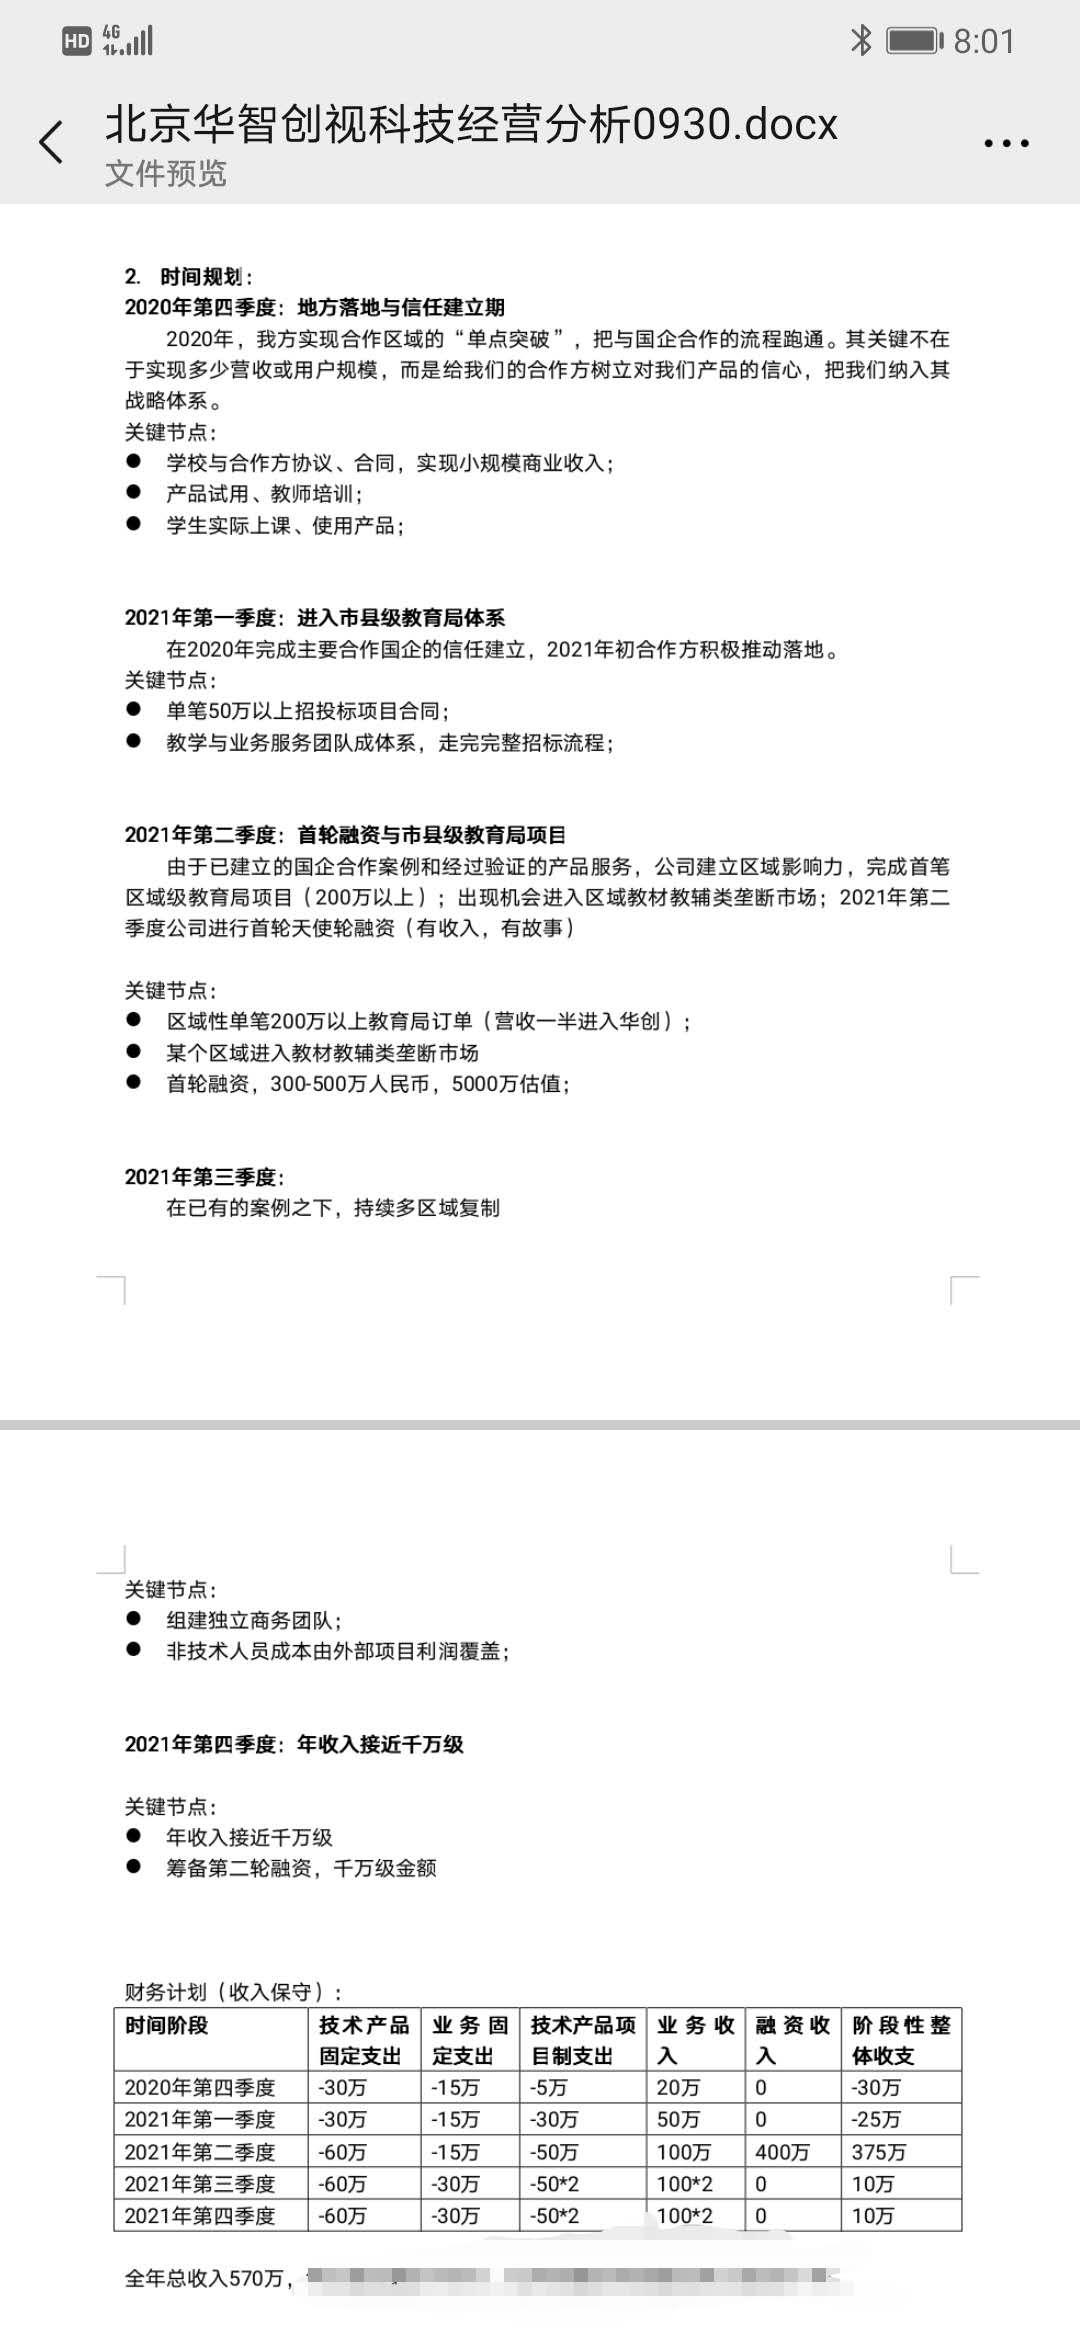 HD 4G 8:01
北京华智创视科技经营分析0930.docx
文件预览
2. 时间规划：
2020年第四季度：地方落地与信任建立期
2020年，我方实现合作区域的“单点突破”，把与国企合作的流程跑通。其关键不在
于实现多少营收或用户规模，而是给我们的合作方树立对我们产品的信心，把我们纳入其
战略体系。
关键节点：
● 学校与合作方协议、合同，实现小规模商业收入；
● 产品试用、教师培训；
● 学生实际上课、使用产品；
2021年第一季度：进入市县级教育局体系
在2020年完成主要合作国企的信任建立，2021年初合作方积极推动落地。
关键节点：
● 单笔50万以上招投标项目合同；
● 教学与业务服务团队成体系，走完完整招标流程；
2021年第二季度：首轮融资与市县级教育局项目
由于已建立的国企合作案例和经过验证的产品服务，公司建立区域影响力，完成首笔
区域级教育局项目（200万以上）；出现机会进入区域教材教辅类垄断市场；2021年第二
季度公司进行首轮天使轮融资（有收入，有故事）
关键节点：
● 区域性单笔200万以上教育局订单（营收一半进入华创）；
● 某个区域进入教材教辅类垄断市场
● 首轮融资，300-500万人民币，5000万估值；
2021年第三季度：
在已有的案例之下，持续多区域复制
关键节点：
● 组建独立商务团队；
● 非技术人员成本由外部项目利润覆盖；
2021年第四季度：年收入接近千万级
关键节点：
● 年收入接近千万级
● 筹备第二轮融资，千万级金额
财务计划（收入保守）：
时间阶段 技术产品固定支出 业务固定支出 技术产品项目制支出 业务收入 融资收入 阶段性整体收支
2020年第四季度 -30万 -15万 -5万 20万 0 -30万
2021年第一季度 -30万 -15万 -30万 50万 0 -25万
2021年第二季度 -60万 -15万 -50万 100万 400万 375万
2021年第三季度 -60万 -30万 -50*2 100*2 0 10万
2021年第四季度 -60万 -30万 -50*2 100*2 0 10万
全年总收入570万，